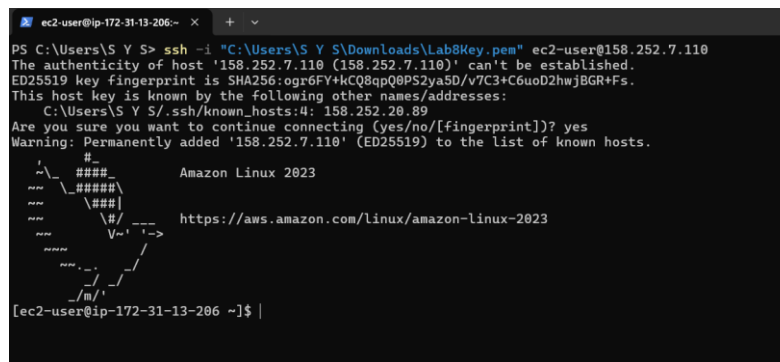 ec2-user@ip-172-31-13-206:~
PS C:\Users\S Y S> ssh -i "C:\Users\S Y S\Downloads\Lab8Key.pem" ec2-user@158.252.7.110
The authenticity of host '158.252.7.110 (158.252.7.110)' can't be established.
ED25519 key fingerprint is SHA256:ogr6FY+kCQ8qpQ0PS2ya5D/v7C3+C6uoD2hwjBGR+Fs.
This host key is known by the following other names/addresses:
    C:\Users\S Y S/.ssh/known_hosts:4: 158.252.20.89
Are you sure you want to continue connecting (yes/no/[fingerprint])? yes
Warning: Permanently added '158.252.7.110' (ED25519) to the list of known hosts.
   ,     #_
   ~\_  ####_        Amazon Linux 2023
  ~~  \_#####\
  ~~     \###|
  ~~       \#/ ___   https://aws.amazon.com/linux/amazon-linux-2023
   ~~       V~' '->
    ~~~         /
      ~~._.   _/
         _/ _/
       _/m/'
[ec2-user@ip-172-31-13-206 ~]$